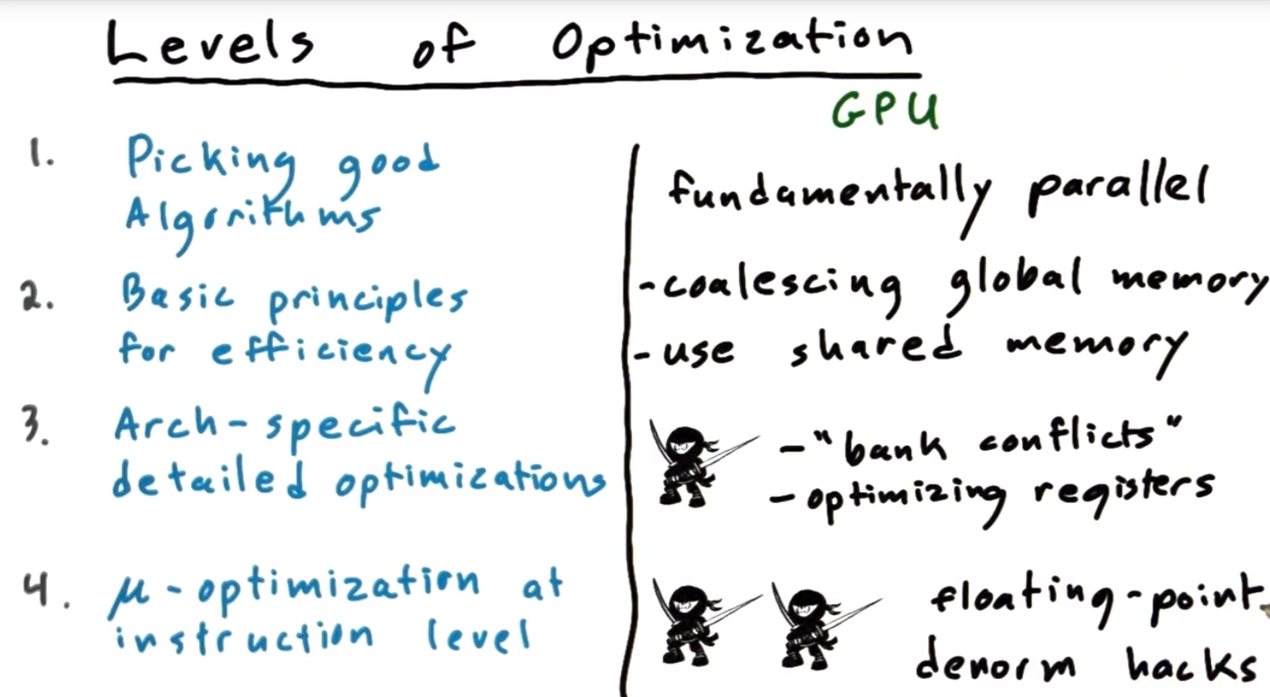 Levels of Optimization
GPU
1. Picking good
Algorithms
fundamentally parallel
2. Basic principles
for efficiency
-coalescing global memory
-use shared memory
3. Arch-specific
detailed optimizations
-"bank conflicts"
-optimizing registers
4. μ-optimization at
instruction level
floating-point
denorm hacks